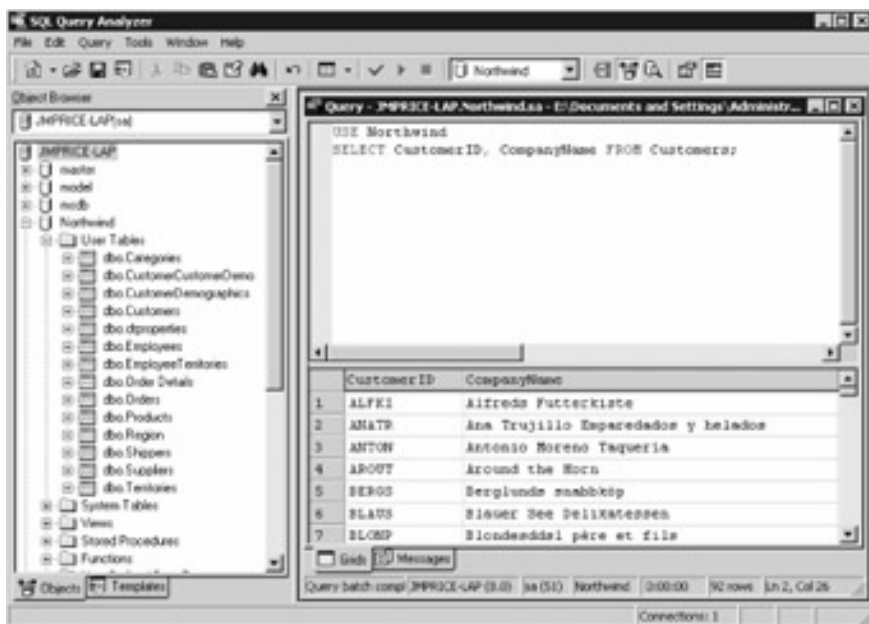 SQL Query Analyzer
File Edit Query Tools Window Help
Northwind
Object Browser
JMPRICE-LAP(sa)
JMPRICE-LAP
master
model
msdb
Northwind
User Tables
dbo.Categories
dbo.CustomerCustomerDemo
dbo.CustomerDemographics
dbo.Customers
dbo.dtproperties
dbo.Employees
dbo.EmployeeTerritories
dbo.Order Details
dbo.Orders
dbo.Products
dbo.Region
dbo.Shippers
dbo.Suppliers
dbo.Territories
System Tables
Views
Stored Procedures
Functions
Objects Templates
Query - JMPRICE-LAP.Northwind.sa - E:\Documents and Settings\Administr...
USE Northwind
SELECT CustomerID, CompanyName FROM Customers;
CustomerID CompanyName
1 ALFKI Alfreds Futterkiste
2 ANATR Ana Trujillo Emparedados y helados
3 ANTON Antonio Moreno Taquería
4 AROUT Around the Horn
5 BERGS Berglunds snabbköp
6 BLAUS Blauer See Delikatessen
7 BLONP Blondesddsl père et fils
Grids Messages
Query batch compl JMPRICE-LAP (8.0) sa (51) Northwind 0:00:00 92 rows Ln 2, Col 26
Connections: 1